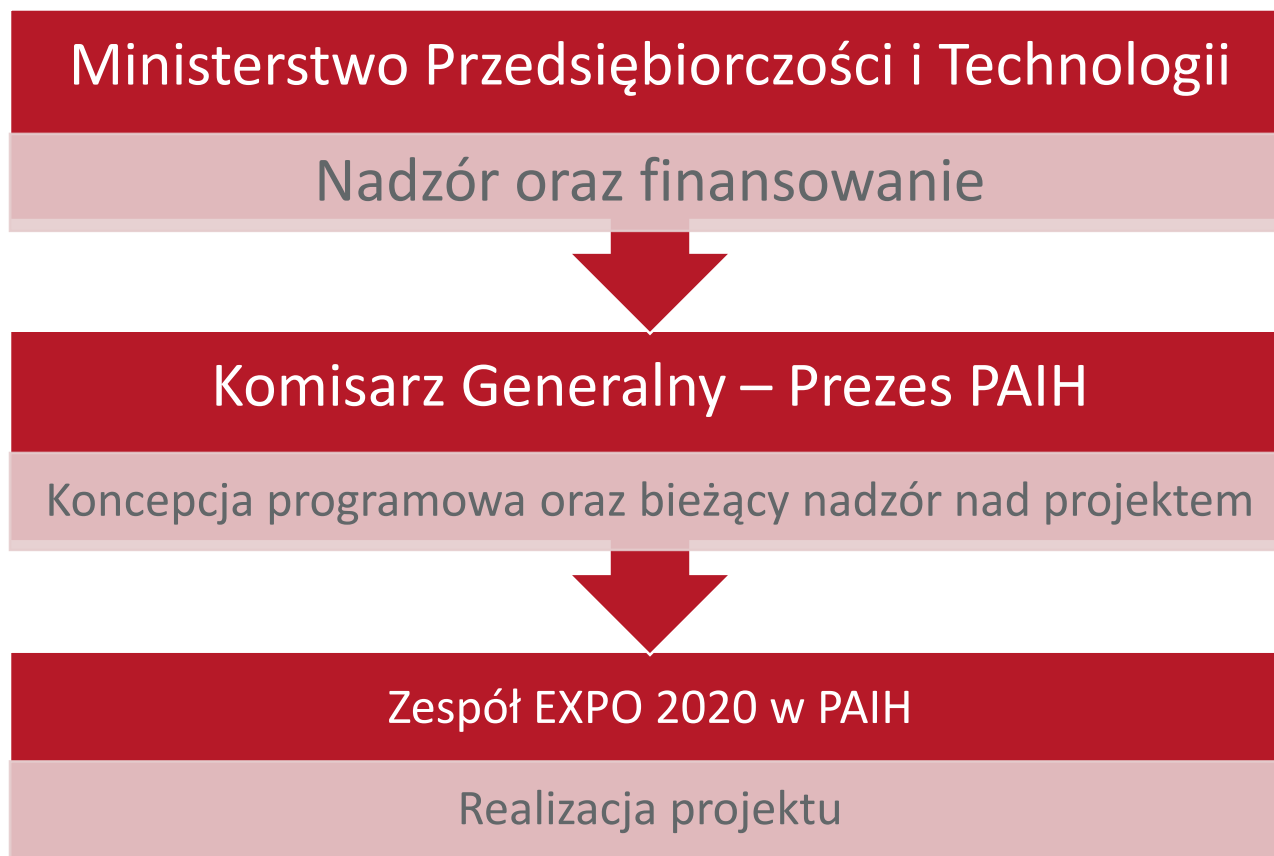 Ministerstwo Przedsiębiorczości i Technologii
Nadzór oraz finansowanie
Komisarz Generalny – Prezes PAIH
Koncepcja programowa oraz bieżący nadzór nad projektem
Zespół EXPO 2020 w PAIH
Realizacja projektu